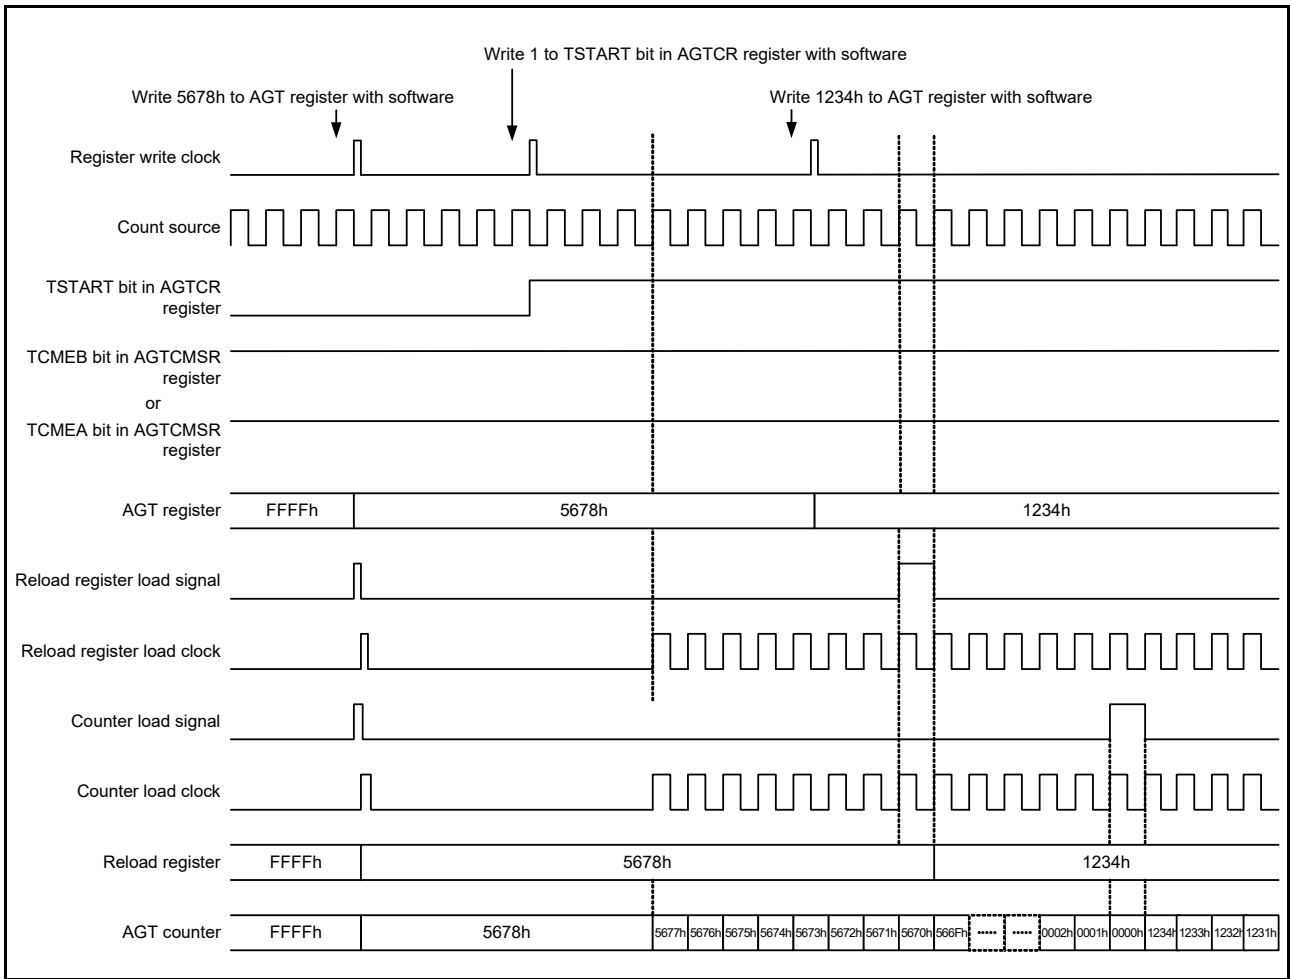 Write 1 to TSTART bit in AGTCR register with software
Write 5678h to AGT register with software
Write 1234h to AGT register with software
Register write clock
Count source
TSTART bit in AGTCR
register
TCMEB bit in AGTCMSR
register
or
TCMEA bit in AGTCMSR
register
AGT register FFFFh 5678h 1234h
Reload register load signal
Reload register load clock
Counter load signal
Counter load clock
Reload register FFFFh 5678h 1234h
AGT counter FFFFh 5678h 5677h 5676h 5675h 5674h 5673h 5672h 5671h 5670h 566Fh ..... ..... 0002h 0001h 0000h 1234h 1233h 1232h 1231h